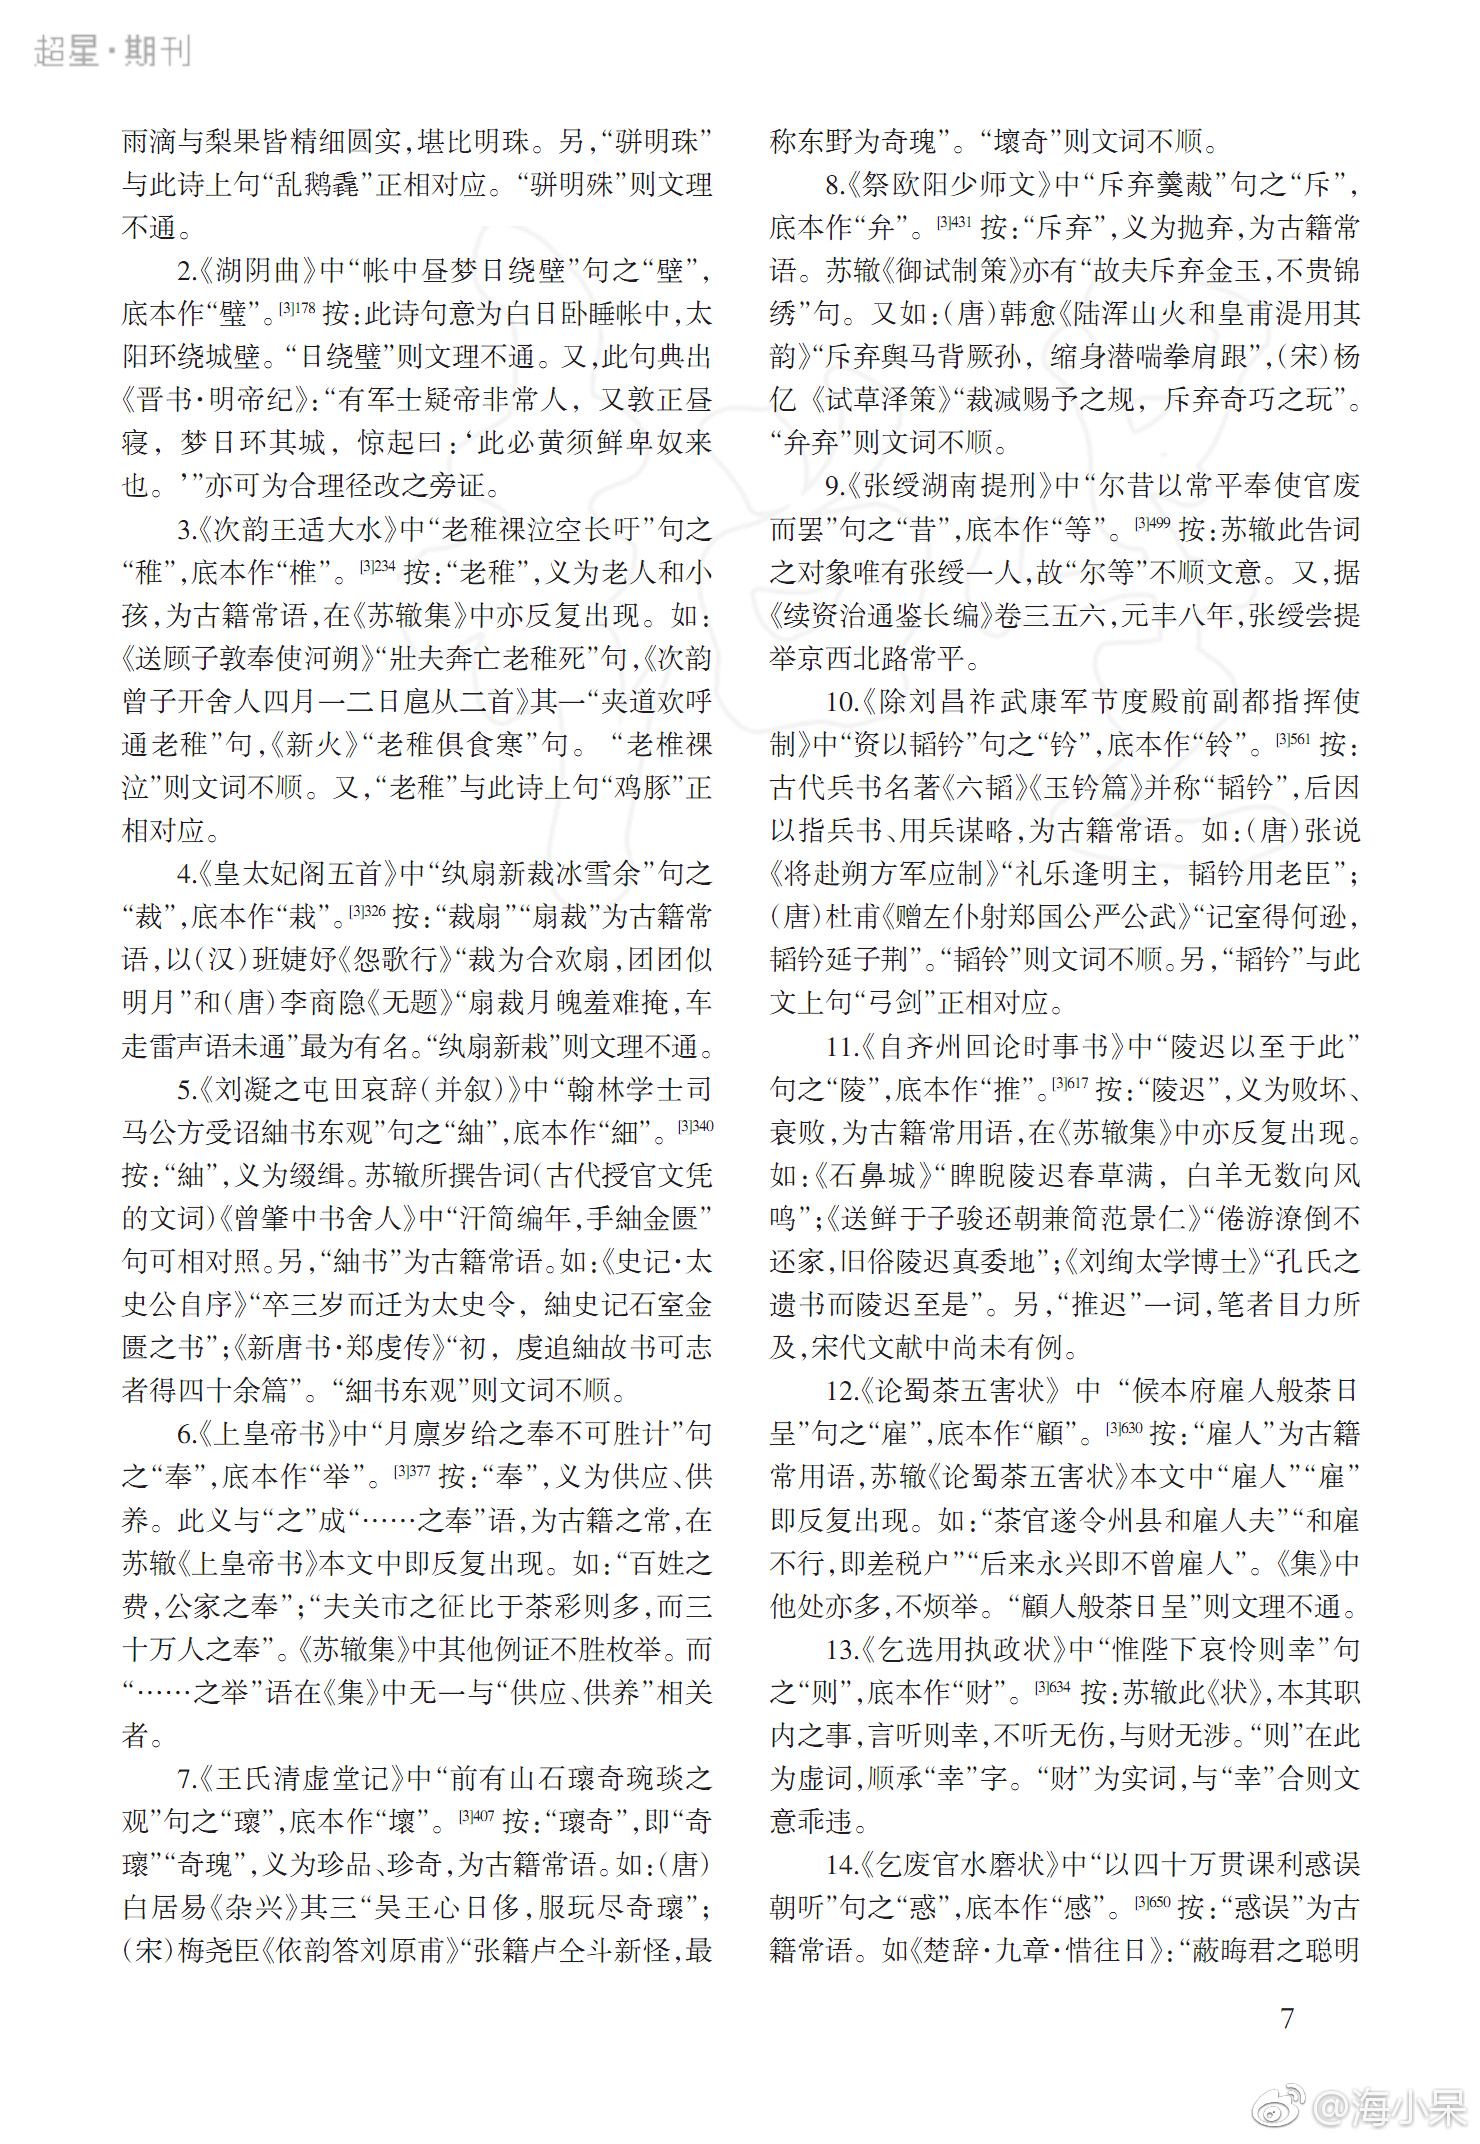 超星·期刊
雨滴与梨果皆精细圆实,堪比明珠。另,“骈明珠”
与此诗上句“乱鹅毳”正相对应。“骈明殊”则文理
不通。
2.《湖阴曲》中“帐中昼梦日绕壁”句之“壁”,
底本作“璧”。[3]178 按:此诗句意为白日卧睡帐中,太
阳环绕城壁。“日绕璧”则文理不通。又,此句典出
《晋书·明帝纪》:“有军士疑帝非常人，又敦正昼
寝，梦日环其城，惊起曰:‘此必黄须鲜卑奴来
也。’”亦可为合理径改之旁证。
3.《次韵王适大水》中“老稚裸泣空长吁”句之
“稚”,底本作“椎”。[3]234 按:“老稚”,义为老人和小
孩,为古籍常语,在《苏辙集》中亦反复出现。如:
《送顾子敦奉使河朔》“壯夫奔亡老稚死”句,《次韵
曾子开舍人四月一二日扈从二首》其一“夹道欢呼
通老稚”句,《新火》“老稚俱食寒”句。“老椎裸
泣”则文词不顺。又,“老稚”与此诗上句“鸡豚”正
相对应。
4.《皇太妃阁五首》中“纨扇新裁冰雪余”句之
“裁”,底本作“栽”。[3]326 按:“裁扇”“扇裁”为古籍常
语,以(汉)班婕妤《怨歌行》“裁为合欢扇,团团似
明月”和(唐)李商隐《无题》“扇裁月魄羞难掩,车
走雷声语未通”最为有名。“纨扇新栽”则文理不通。
5.《刘凝之屯田哀辞(并叙)》中“翰林学士司
马公方受诏紬书东观”句之“紬”,底本作“細”。[3]340
按:“紬”,义为缀缉。苏辙所撰告词(古代授官文凭
的文词)《曾肇中书舍人》中“汗简编年,手紬金匮”
句可相对照。另,“紬书”为古籍常语。如:《史记·太
史公自序》“卒三岁而迁为太史令，紬史记石室金
匮之书”;《新唐书·郑虔传》“初，虔追紬故书可志
者得四十余篇”。“細书东观”则文词不顺。
6.《上皇帝书》中“月廪岁给之奉不可胜计”句
之“奉”,底本作“举”。[3]377 按:“奉”,义为供应、供
养。此义与“之”成“……之奉”语,为古籍之常,在
苏辙《上皇帝书》本文中即反复出现。如:“百姓之
费,公家之奉”;“夫关市之征比于茶彩则多,而三
十万人之奉”。《苏辙集》中其他例证不胜枚举。而
“……之举”语在《集》中无一与“供应、供养”相关
者。
7.《王氏清虚堂记》中“前有山石瓌奇琬琰之
观”句之“瓌”,底本作“壞”。[3]407 按:“瓌奇”,即“奇
瓌”“奇瑰”,义为珍品、珍奇,为古籍常语。如:(唐)
白居易《杂兴》其三“吴王心日侈,服玩尽奇瓌”;
(宋)梅尧臣《依韵答刘原甫》“张籍卢仝斗新怪,最
称东野为奇瑰”。“壞奇”则文词不顺。
8.《祭欧阳少师文》中“斥弃羹胾”句之“斥”,
底本作“弁”。[3]431 按:“斥弃”,义为抛弃,为古籍常
语。苏辙《御试制策》亦有“故夫斥弃金玉,不贵锦
绣”句。又如:(唐)韩愈《陆浑山火和皇甫湜用其
韵》“斥弃舆马背厥孙，缩身潜喘拳肩跟”,(宋)杨
亿《试草泽策》“裁减赐予之规，斥弃奇巧之玩”。
“弁弃”则文词不顺。
9.《张绶湖南提刑》中“尔昔以常平奉使官废
而罢”句之“昔”,底本作“等”。[3]499 按:苏辙此告词
之对象唯有张绶一人,故“尔等”不顺文意。又,据
《续资治通鉴长编》卷三五六,元丰八年,张绶尝提
举京西北路常平。
10.《除刘昌祚武康军节度殿前副都指挥使
制》中“资以韬钤”句之“钤”,底本作“铃”。[3]561 按:
古代兵书名著《六韬》《玉钤篇》并称“韬钤”,后因
以指兵书、用兵谋略,为古籍常语。如:(唐)张说
《将赴朔方军应制》“礼乐逢明主，韬钤用老臣”;
(唐)杜甫《赠左仆射郑国公严公武》“记室得何逊,
韬钤延子荆”。“韬铃”则文词不顺。另,“韬钤”与此
文上句“弓剑”正相对应。
11.《自齐州回论时事书》中“陵迟以至于此”
句之“陵”,底本作“推”。[3]617 按:“陵迟”,义为败坏、
衰败,为古籍常用语,在《苏辙集》中亦反复出现。
如:《石鼻城》“睥睨陵迟春草满，白羊无数向风
鸣”;《送鲜于子骏还朝兼简范景仁》“倦游潦倒不
还家,旧俗陵迟真委地”;《刘绚太学博士》“孔氏之
遗书而陵迟至是”。另,“推迟”一词,笔者目力所
及,宋代文献中尚未有例。
12.《论蜀茶五害状》中“候本府雇人般茶日
呈”句之“雇”,底本作“顧”。[3]630 按:“雇人”为古籍
常用语,苏辙《论蜀茶五害状》本文中“雇人”“雇”
即反复出现。如:“茶官遂令州县和雇人夫”“和雇
不行,即差税户”“后来永兴即不曾雇人”。《集》中
他处亦多,不烦举。“顧人般茶日呈”则文理不通。
13.《乞选用执政状》中“惟陛下哀怜则幸”句
之“则”,底本作“财”。[3]634 按:苏辙此《状》,本其职
内之事,言听则幸,不听无伤,与财无涉。“则”在此
为虚词,顺承“幸”字。“财”为实词,与“幸”合则文
意乖违。
14.《乞废官水磨状》中“以四十万贯课利惑误
朝听”句之“惑”,底本作“感”。[3]650 按:“惑误”为古
籍常语。如《楚辞·九章·惜往日》:“蔽晦君之聪明
7
@海小呆